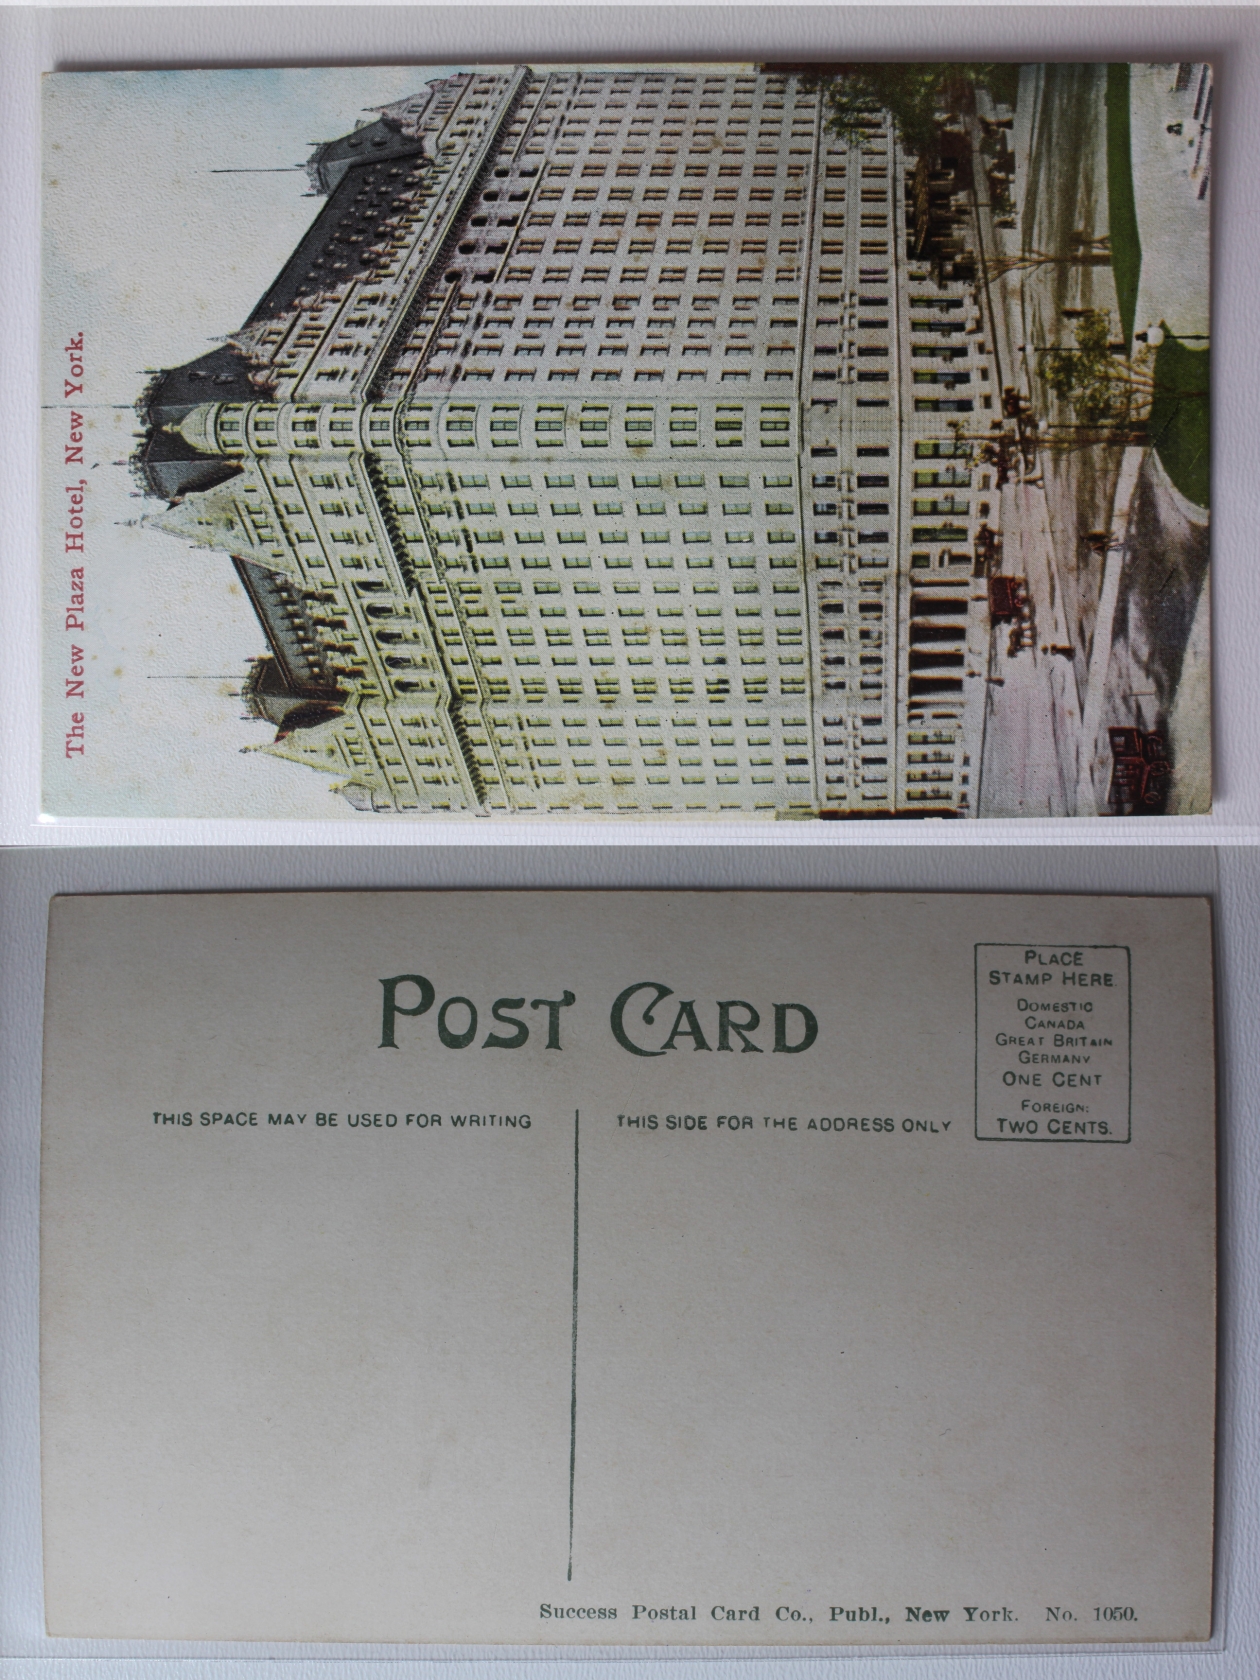 The New Plaza Hotel, New York.
POST CARD
PLACE
STAMP HERE.
DOMESTIC
CANADA
GREAT BRITAIN
GERMANY
ONE CENT
FOREIGN:
TWO CENTS.
THIS SPACE MAY BE USED FOR WRITING
THIS SIDE FOR THE ADDRESS ONLY
Success Postal Card Co., Publ., New York. No. 1050.